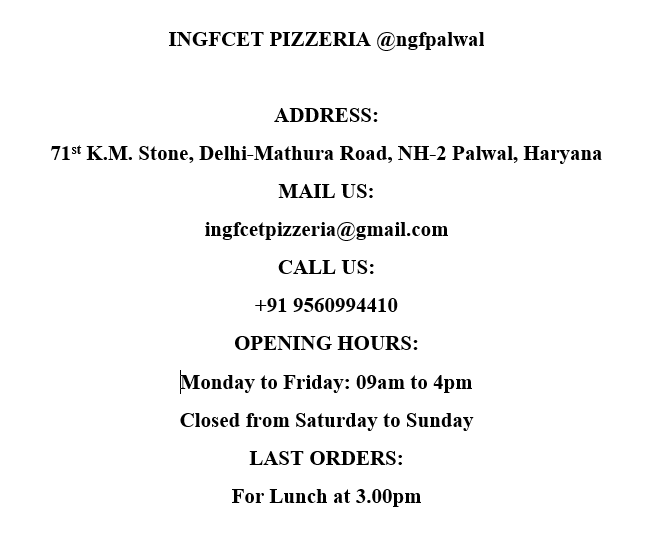 INGFCET PIZZERIA @ngfpalwal
ADDRESS:
71st K.M. Stone, Delhi-Mathura Road, NH-2 Palwal, Haryana
MAIL US:
ingfcetpizzeria@gmail.com
CALL US:
+91 9560994410
OPENING HOURS:
Monday to Friday: 09am to 4pm
Closed from Saturday to Sunday
LAST ORDERS:
For Lunch at 3.00pm